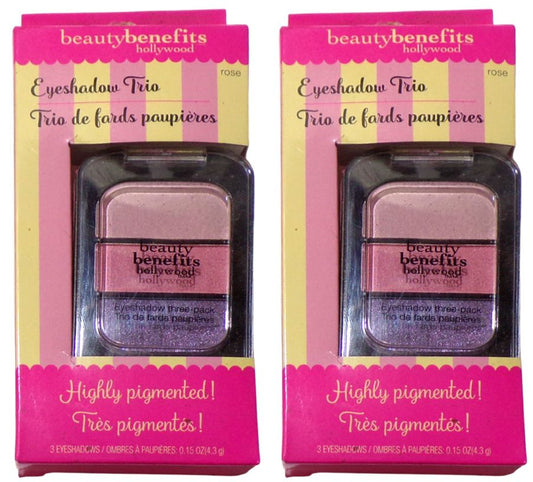 beautybenefits
hollywood
rose
Eyeshadow Trio
Trio de fards paupières
beauty
benefits
hollywood
Eyeshadow three-pack
Trio de fards paupières
Highly pigmented!
Très pigmentés!
3 EYESHADOWS / OMBRES À PAUPIÈRES: 0.15 OZ(4.3 g)
beautybenefits
hollywood
rose
Eyeshadow Trio
Trio de fards paupières
beauty
benefits
hollywood
Eyeshadow three-pack
Trio de fards paupières
Highly pigmented!
Très pigmentés!
3 EYESHADOWS / OMBRES À PAUPIÈRES: 0.15 OZ(4.3 g)